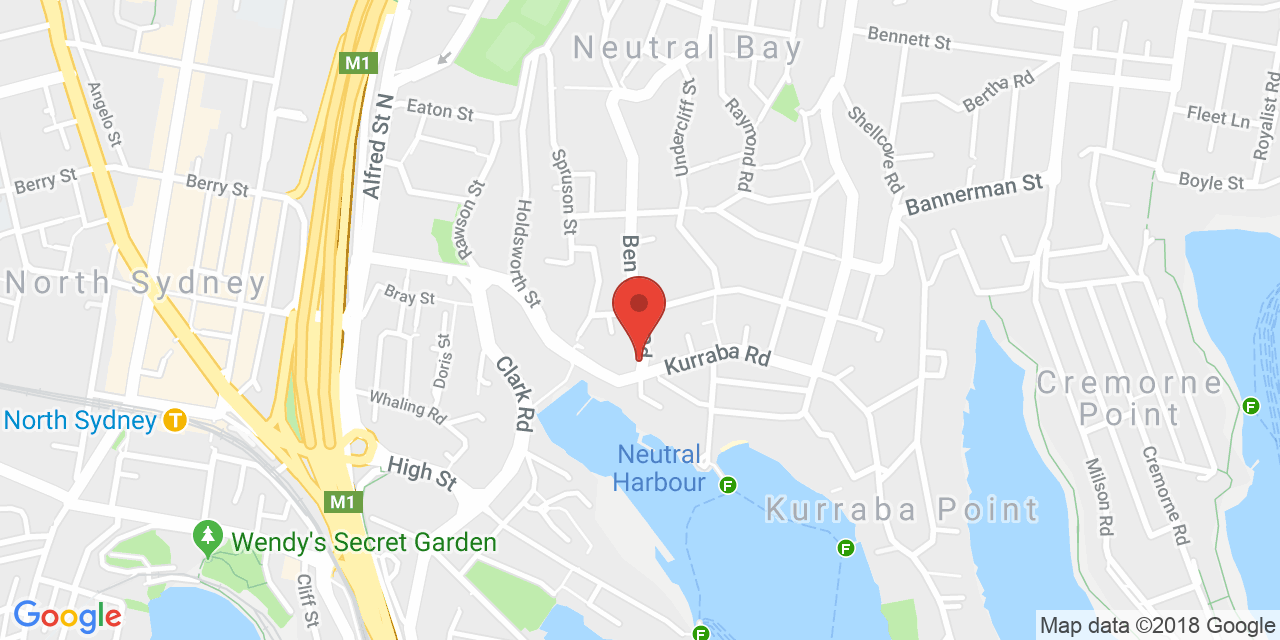 Neutral Bay
Bennett St
M1
Angelo St
Alfred St N
Eaton St
Undercliff St
Raymond Rd
Bertha Rd
Shellcove Rd
Fleet Ln
Royalist Rd
Berry St
Berry St
Spruson St
Rawson St
Holdsworth St
Bannerman St
Boyle St
Ben
North Sydney
Bray St
Doris St
Clark Rd
Kurraba Rd
Whaling Rd
North Sydney
T
Cremorne
Point
F
High St
M1
Neutral
Harbour
F
Kurraba Point
Milson Rd
Cremorne Rd
Wendy's Secret Garden
F
Cliff St
Google
F
Map data ©2018 Google